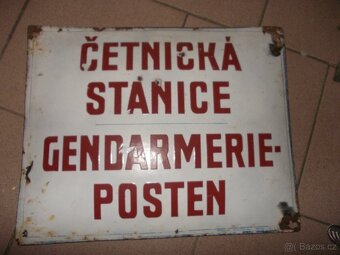 ČETNICKÁ
STANICE
GENDARMERIE-
POSTEN
Bazos.cz